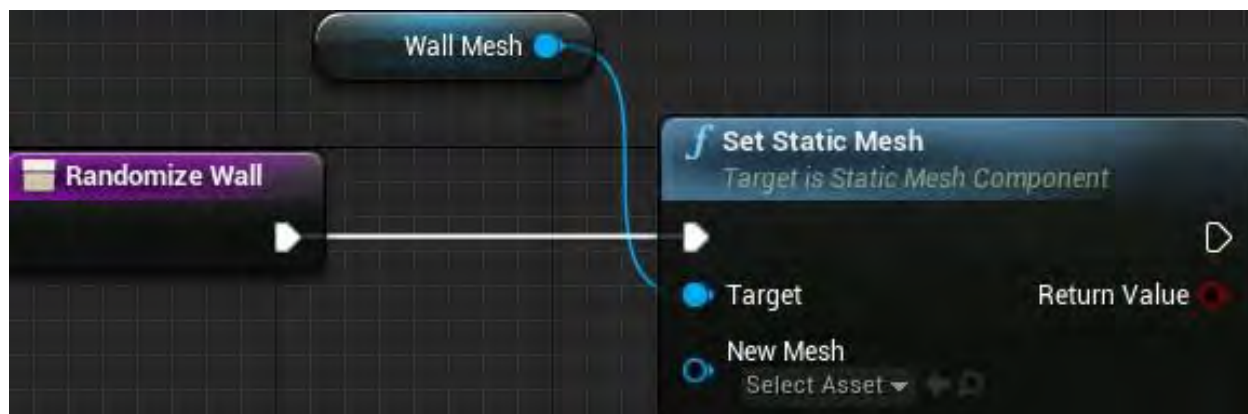 Wall Mesh
Randomize Wall
f Set Static Mesh
Target is Static Mesh Component
Target
Return Value
New Mesh
Select Asset